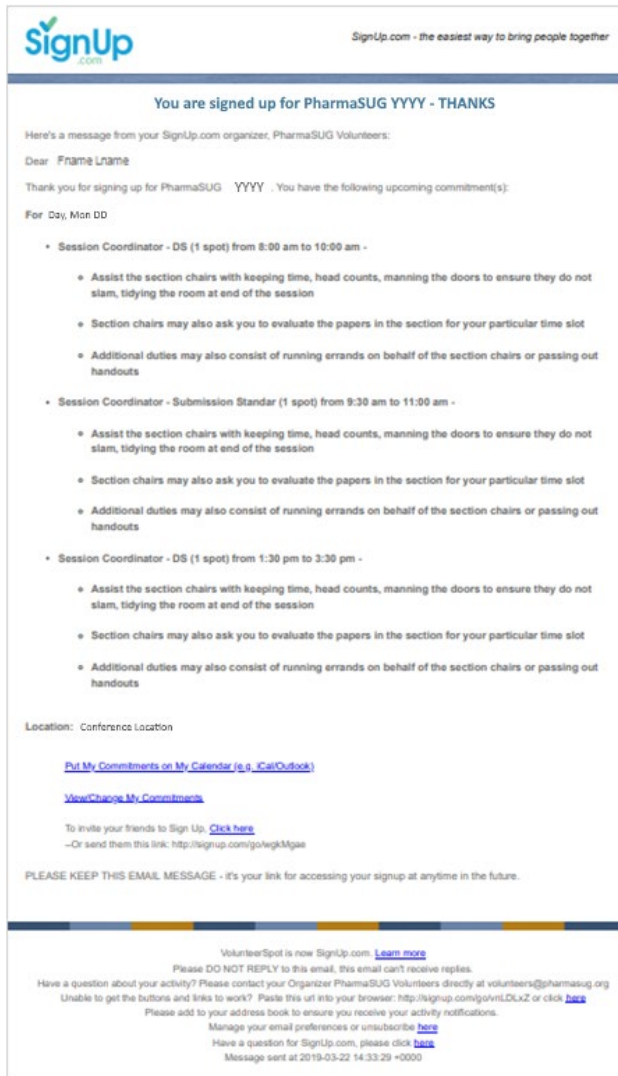 SignUp
.com
SignUp.com - the easiest way to bring people together
You are signed up for PharmaSUG YYYY - THANKS
Here's a message from your SignUp.com organizer, PharmaSUG Volunteers:
Dear Fname Lname
Thank you for signing up for PharmaSUG YYYY . You have the following upcoming commitment(s):
For Day, Mon DD
• Session Coordinator - DS (1 spot) from 8:00 am to 10:00 am -
Assist the section chairs with keeping time, head counts, manning the doors to ensure they do not
slam, tidying the room at end of the session
Section chairs may also ask you to evaluate the papers in the section for your particular time slot
Additional duties may also consist of running errands on behalf of the section chairs or passing out
handouts
• Session Coordinator - Submission Standar (1 spot) from 9:30 am to 11:00 am -
Assist the section chairs with keeping time, head counts, manning the doors to ensure they do not
slam, tidying the room at end of the session
Section chairs may also ask you to evaluate the papers in the section for your particular time slot
Additional duties may also consist of running errands on behalf of the section chairs or passing out
handouts
• Session Coordinator - DS (1 spot) from 1:30 pm to 3:30 pm -
Assist the section chairs with keeping time, head counts, manning the doors to ensure they do not
slam, tidying the room at end of the session
Section chairs may also ask you to evaluate the papers in the section for your particular time slot
Additional duties may also consist of running errands on behalf of the section chairs or passing out
handouts
Location: Conference Location
Put My Commitments on My Calendar (e.g. iCal/Outlook)
View/Change My Commitments
To invite your friends to Sign Up, Click here
--Or send them this link: http://signup.com/go/wgkMgae
PLEASE KEEP THIS EMAIL MESSAGE - it's your link for accessing your signup at anytime in the future.
VolunteerSpot is now SignUp.com. Learn more
Please DO NOT REPLY to this email, this email can't receive replies.
Have a question about your activity? Please contact your Organizer PharmaSUG Volunteers directly at volunteers@pharmasug.org
Unable to get the buttons and links to work? Paste this url into your browser: http://signup.com/go/vnLDLxZ or click here
Please add to your address book to ensure you receive your activity notifications.
Manage your email preferences or unsubscribe here
Have a question for SignUp.com, please click here
Message sent at 2019-03-22 14:33:29 +0000